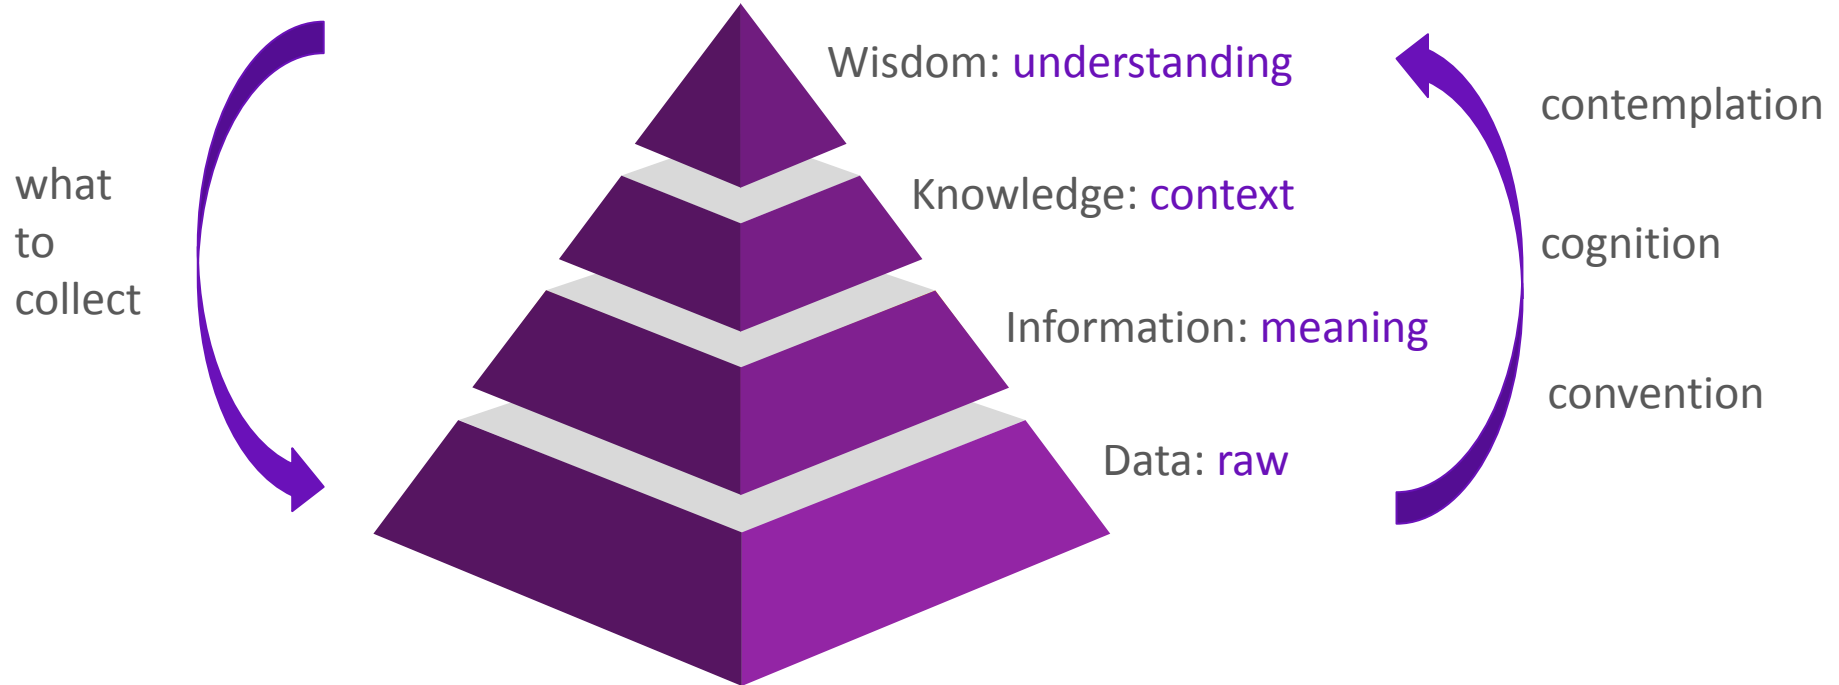 what
to
collect
Wisdom: understanding
Knowledge: context
Information: meaning
Data: raw
contemplation
cognition
convention